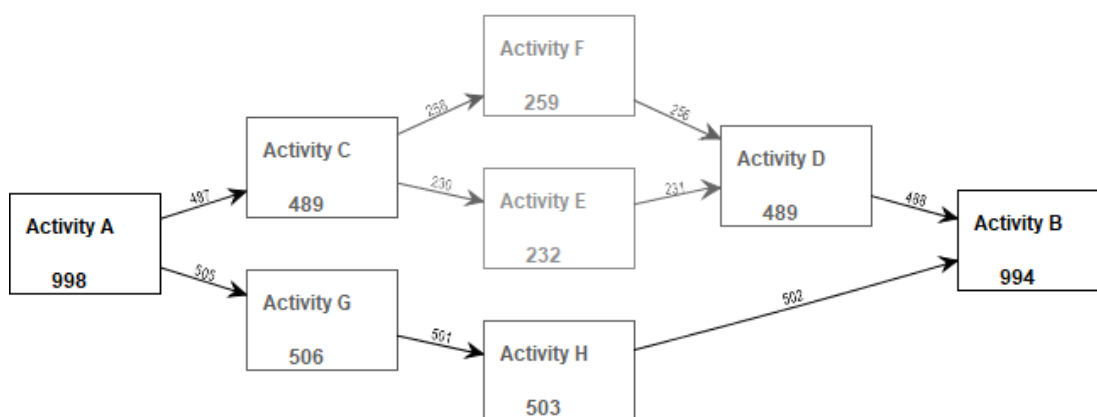 Activity F
259
258
256
Activity C
489
Activity D
489
487
230
Activity E
232
231
488
Activity A
998
Activity B
994
505
Activity G
506
501
Activity H
503
502